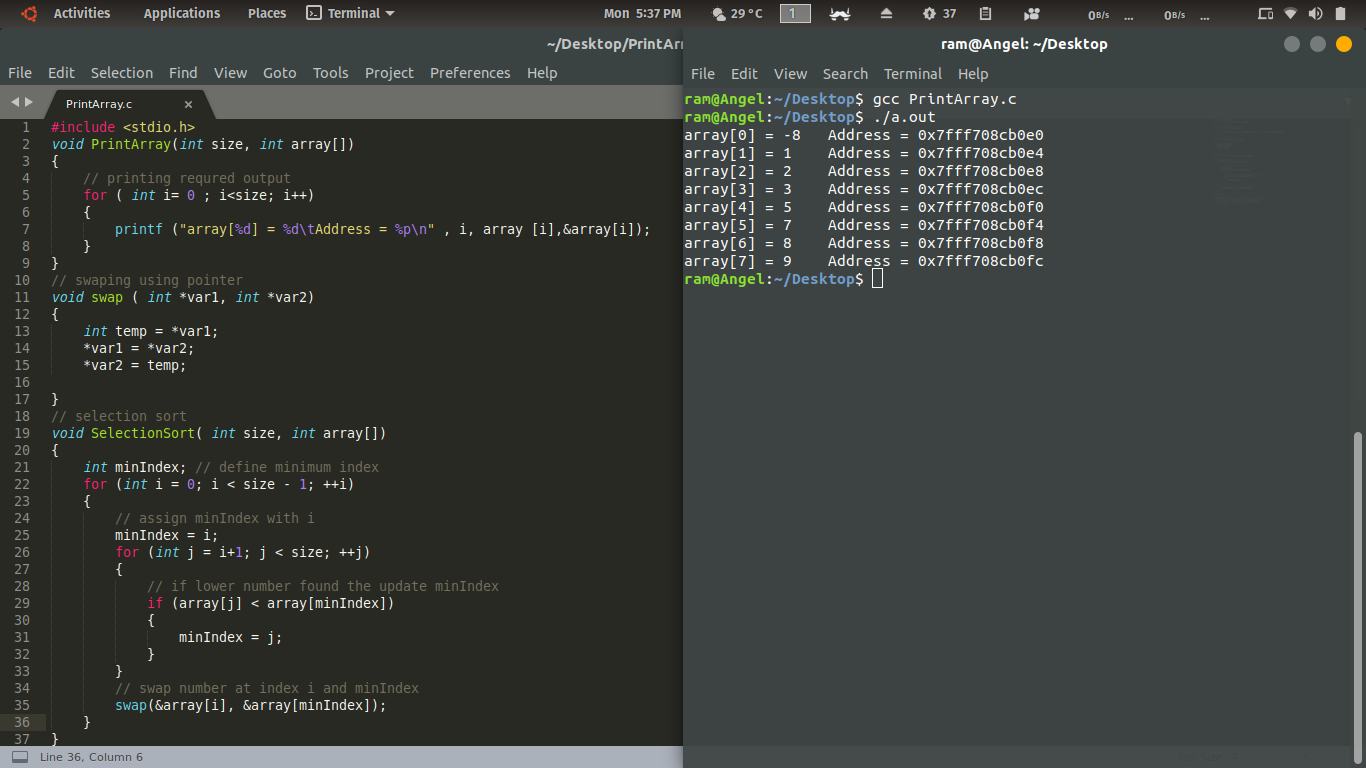 Activities Applications Places Terminal Mon 5:37 PM 29 °C 1 37 0B/s ... 0B/s ...
~/Desktop/PrintArr
File Edit Selection Find View Goto Tools Project Preferences Help
PrintArray.c ×
1 #include <stdio.h>
2 void PrintArray(int size, int array[])
3 {
4 // printing requred output
5 for ( int i= 0 ; i<size; i++)
6 {
7 printf ("array[%d] = %d\tAddress = %p\n" , i, array [i],&array[i]);
8 }
9 }
10 // swaping using pointer
11 void swap ( int *var1, int *var2)
12 {
13 int temp = *var1;
14 *var1 = *var2;
15 *var2 = temp;
16
17 }
18 // selection sort
19 void SelectionSort( int size, int array[])
20 {
21 int minIndex; // define minimum index
22 for (int i = 0; i < size - 1; ++i)
23 {
24 // assign minIndex with i
25 minIndex = i;
26 for (int j = i+1; j < size; ++j)
27 {
28 // if lower number found the update minIndex
29 if (array[j] < array[minIndex])
30 {
31 minIndex = j;
32 }
33 }
34 // swap number at index i and minIndex
35 swap(&array[i], &array[minIndex]);
36 }
37 }
Line 36, Column 6
ram@Angel: ~/Desktop
File Edit View Search Terminal Help
ram@Angel:~/Desktop$ gcc PrintArray.c
ram@Angel:~/Desktop$ ./a.out
array[0] = -8 Address = 0x7fff708cb0e0
array[1] = 1 Address = 0x7fff708cb0e4
array[2] = 2 Address = 0x7fff708cb0e8
array[3] = 3 Address = 0x7fff708cb0ec
array[4] = 5 Address = 0x7fff708cb0f0
array[5] = 7 Address = 0x7fff708cb0f4
array[6] = 8 Address = 0x7fff708cb0f8
array[7] = 9 Address = 0x7fff708cb0fc
ram@Angel:~/Desktop$